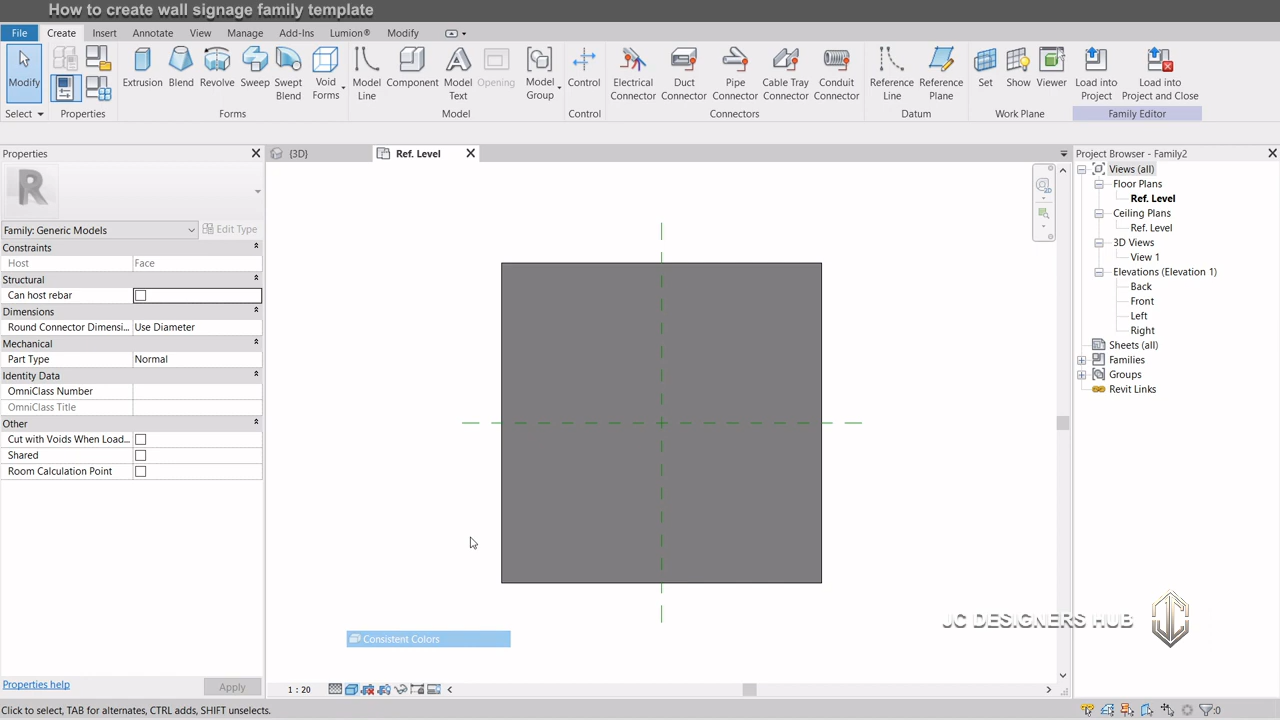 How to create wall signage family template
File Create Insert Annotate View Manage Add-Ins Lumion® Modify
Modify Extrusion Blend Revolve Sweep Swept Blend Void Forms Model Line Component Model Text Opening Model Group Control Electrical Connector Duct Connector Pipe Connector Cable Tray Connector Conduit Connector Reference Line Reference Plane Set Show Viewer Load into Project Load into Project and Close
Select Properties Forms Model Control Connectors Datum Work Plane Family Editor
Properties
(3D)
Ref. Level
Project Browser - Family2
R
Family: Generic Models
Edit Type
Constraints
Host Face
Structural
Can host rebar
Dimensions
Round Connector Dimensi... Use Diameter
Mechanical
Part Type Normal
Identity Data
OmniClass Number
OmniClass Title
Other
Cut with Voids When Load...
Shared
Room Calculation Point
Properties help
Apply
2D
Views (all)
Floor Plans
Ref. Level
Ceiling Plans
Ref. Level
3D Views
View 1
Elevations (Elevation 1)
Back
Front
Left
Right
Sheets (all)
Families
Groups
Revit Links
JC DESIGNERS HUB
JC
Consistent Colors
1 : 20
Click to select, TAB for alternates, CTRL adds, SHIFT unselects.
:0